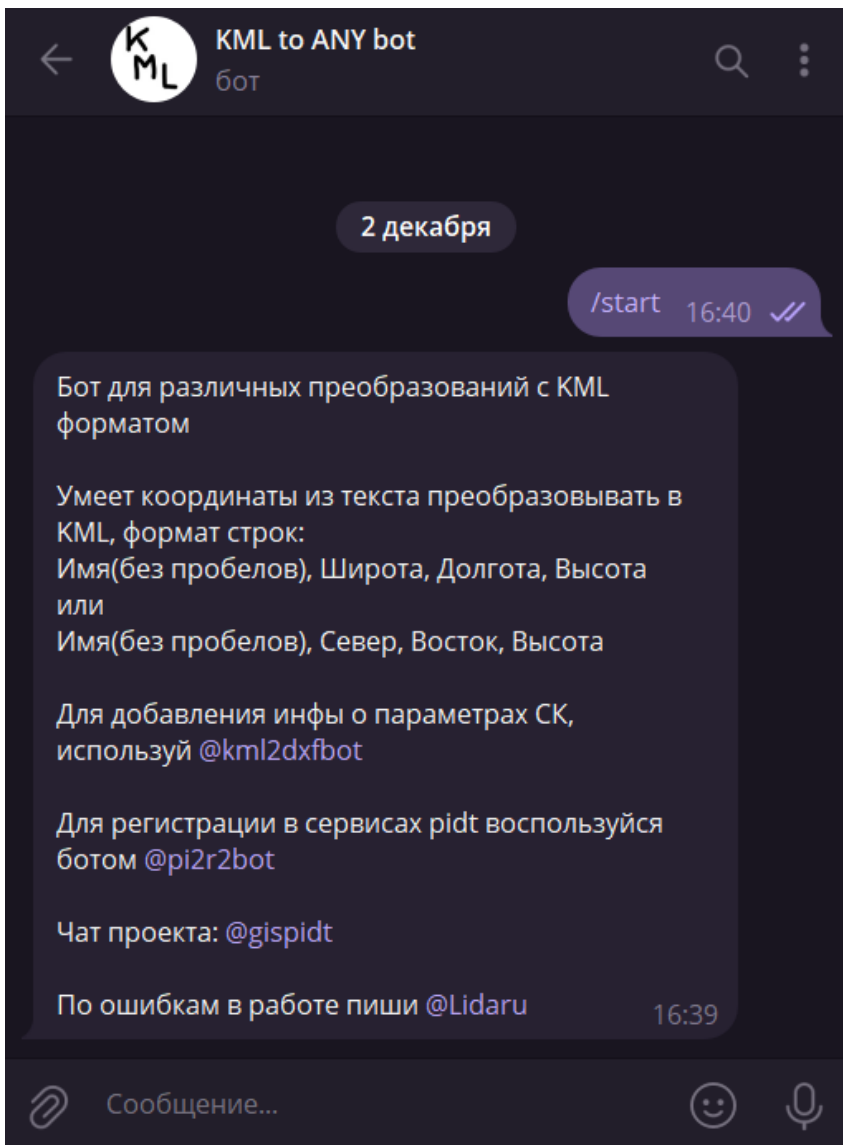 KML
KML to ANY bot
бот
2 декабря
/start 16:40
Бот для различных преобразований с KML
форматом
Умеет координаты из текста преобразовывать в
KML, формат строк:
Имя(без пробелов), Широта, Долгота, Высота
или
Имя(без пробелов), Север, Восток, Высота
Для добавления инфы о параметрах СК,
используй @kml2dxfbot
Для регистрации в сервисах pidt воспользуйся
ботом @pi2r2bot
Чат проекта: @gispidt
По ошибкам в работе пиши @Lidaru
16:39
Сообщение...